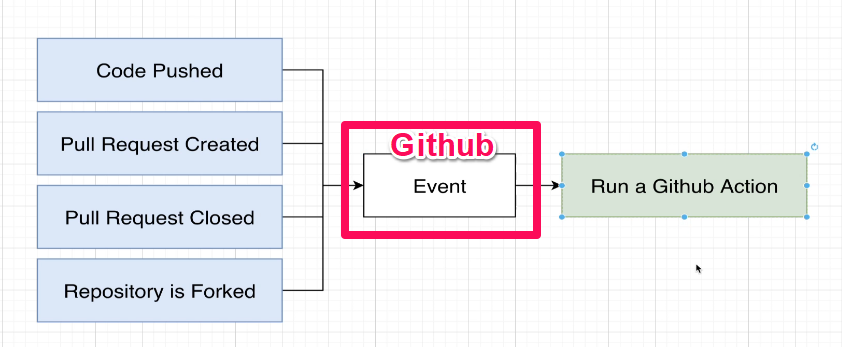 Code Pushed
Pull Request Created
Pull Request Closed
Repository is Forked
Github
Event
Run a Github Action